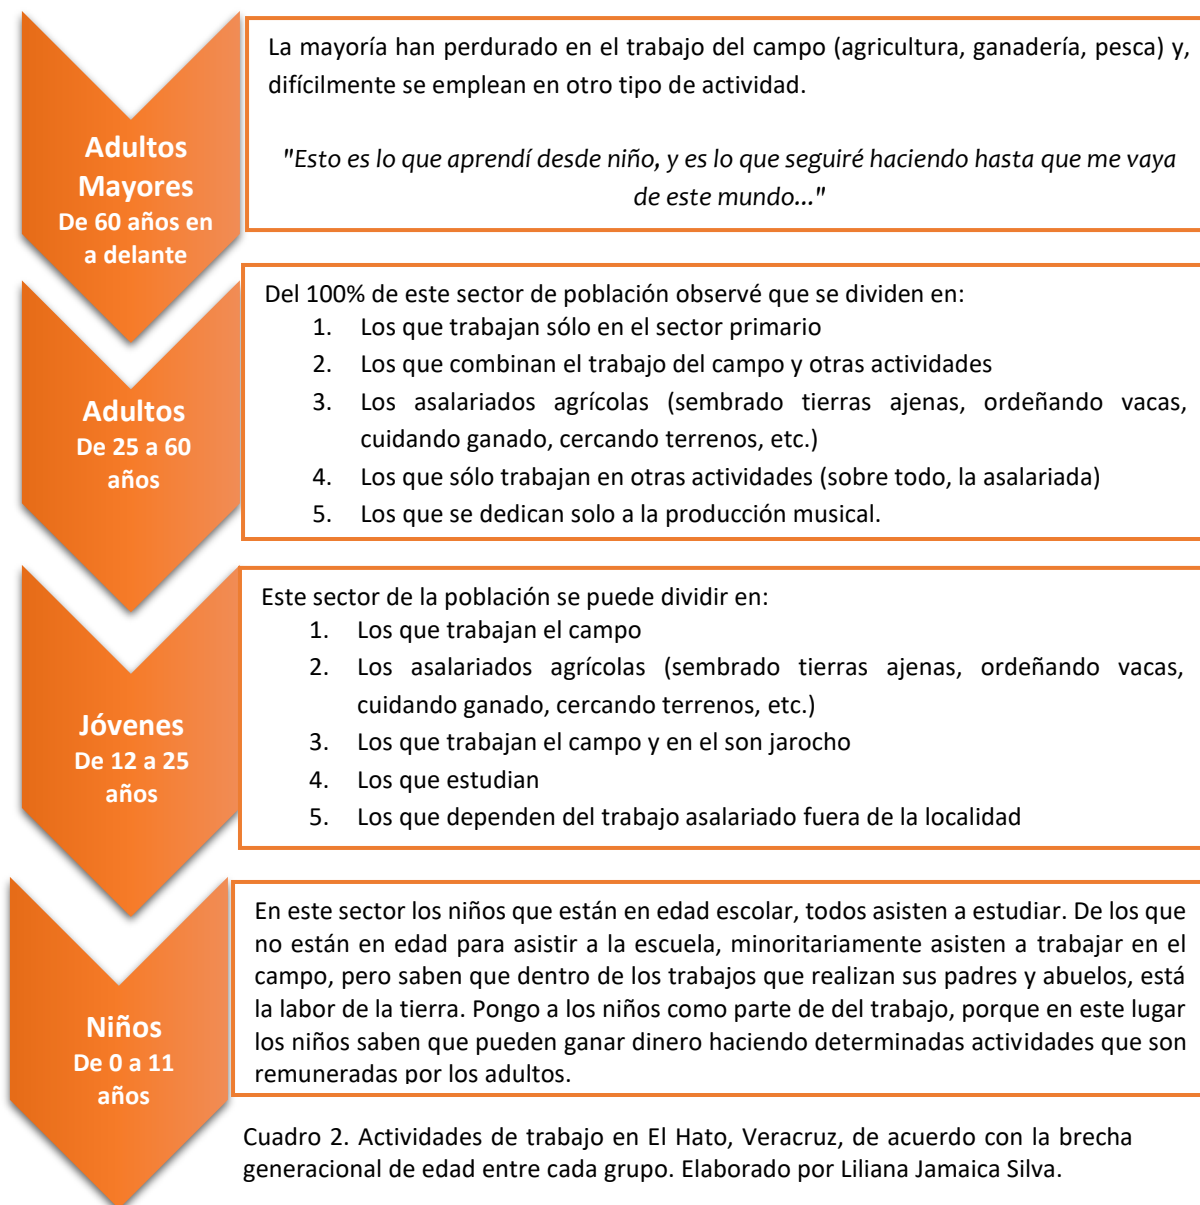 Adultos
Mayores
De 60 años en
a delante
La mayoría han perdurado en el trabajo del campo (agricultura, ganadería, pesca) y,
difícilmente se emplean en otro tipo de actividad.
"Esto es lo que aprendí desde niño, y es lo que seguiré haciendo hasta que me vaya
de este mundo..."
Adultos
De 25 a 60
años
Del 100% de este sector de población observé que se dividen en:
1. Los que trabajan sólo en el sector primario
2. Los que combinan el trabajo del campo y otras actividades
3. Los asalariados agrícolas (sembrado tierras ajenas, ordeñando vacas,
cuidando ganado, cercando terrenos, etc.)
4. Los que sólo trabajan en otras actividades (sobre todo, la asalariada)
5. Los que se dedican solo a la producción musical.
Jóvenes
De 12 a 25
años
Este sector de la población se puede dividir en:
1. Los que trabajan el campo
2. Los asalariados agrícolas (sembrado tierras ajenas, ordeñando vacas,
cuidando ganado, cercando terrenos, etc.)
3. Los que trabajan el campo y en el son jarocho
4. Los que estudian
5. Los que dependen del trabajo asalariado fuera de la localidad
Niños
De 0 a 11
años
En este sector los niños que están en edad escolar, todos asisten a estudiar. De los que
no están en edad para asistir a la escuela, minoritariamente asisten a trabajar en el
campo, pero saben que dentro de los trabajos que realizan sus padres y abuelos, está
la labor de la tierra. Pongo a los niños como parte de del trabajo, porque en este lugar
los niños saben que pueden ganar dinero haciendo determinadas actividades que son
remuneradas por los adultos.
Cuadro 2. Actividades de trabajo en El Hato, Veracruz, de acuerdo con la brecha
generacional de edad entre cada grupo. Elaborado por Liliana Jamaica Silva.